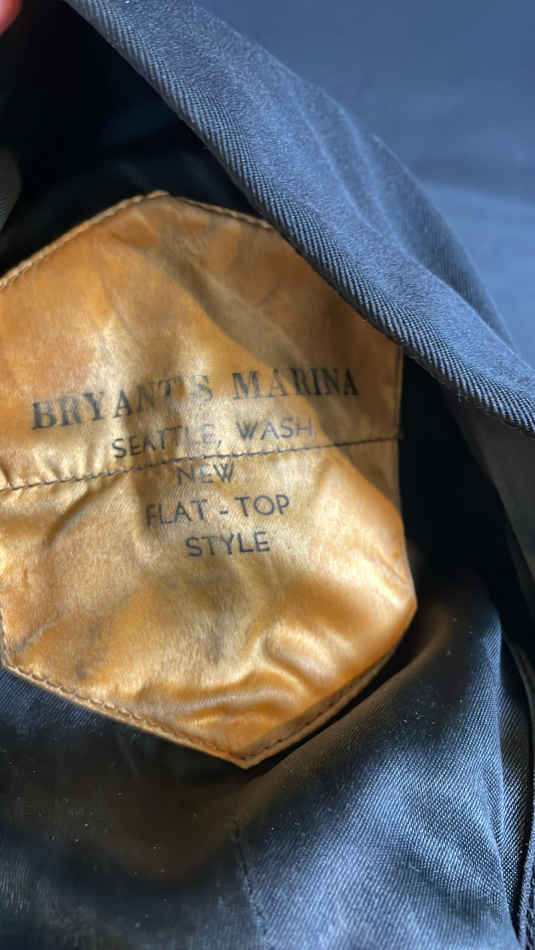 BRYANT'S MARINA
SEATTLE, WASH
NEW
FLAT-TOP
STYLE